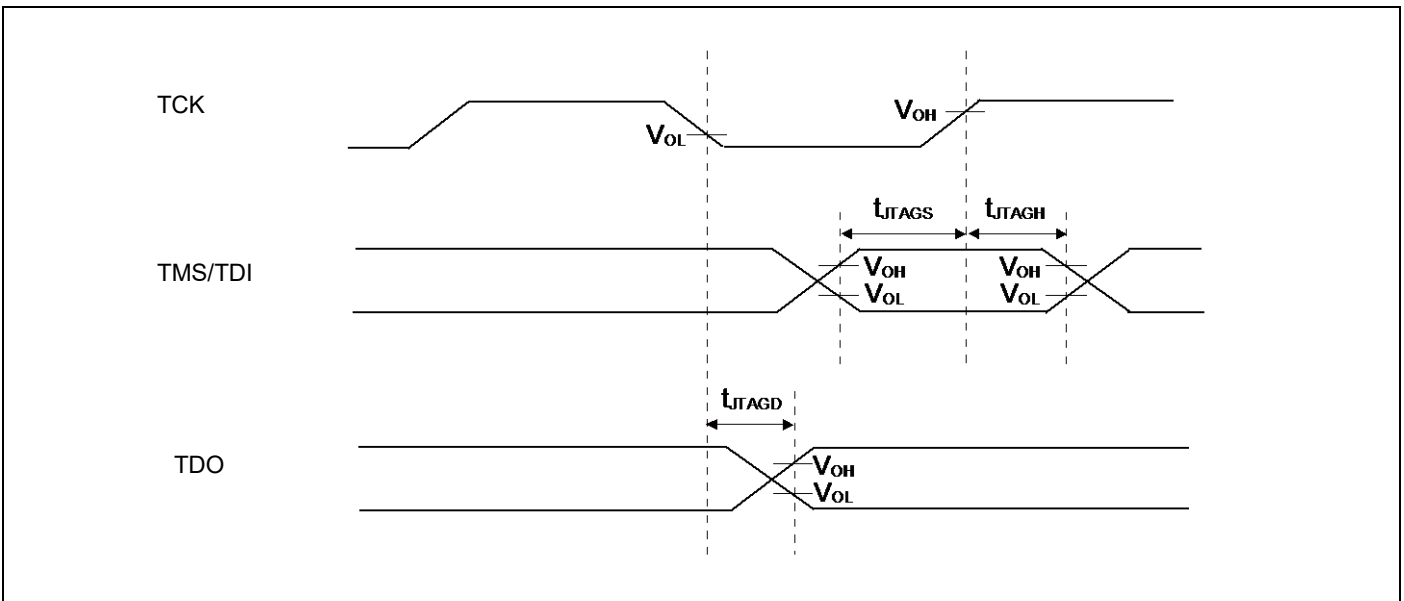 TCK
VOL
VOH
tJTAGS
tJTAGH
TMS/TDI
VOH
VOH
VOL
VOL
tJTAGD
TDO
VOH
VOL